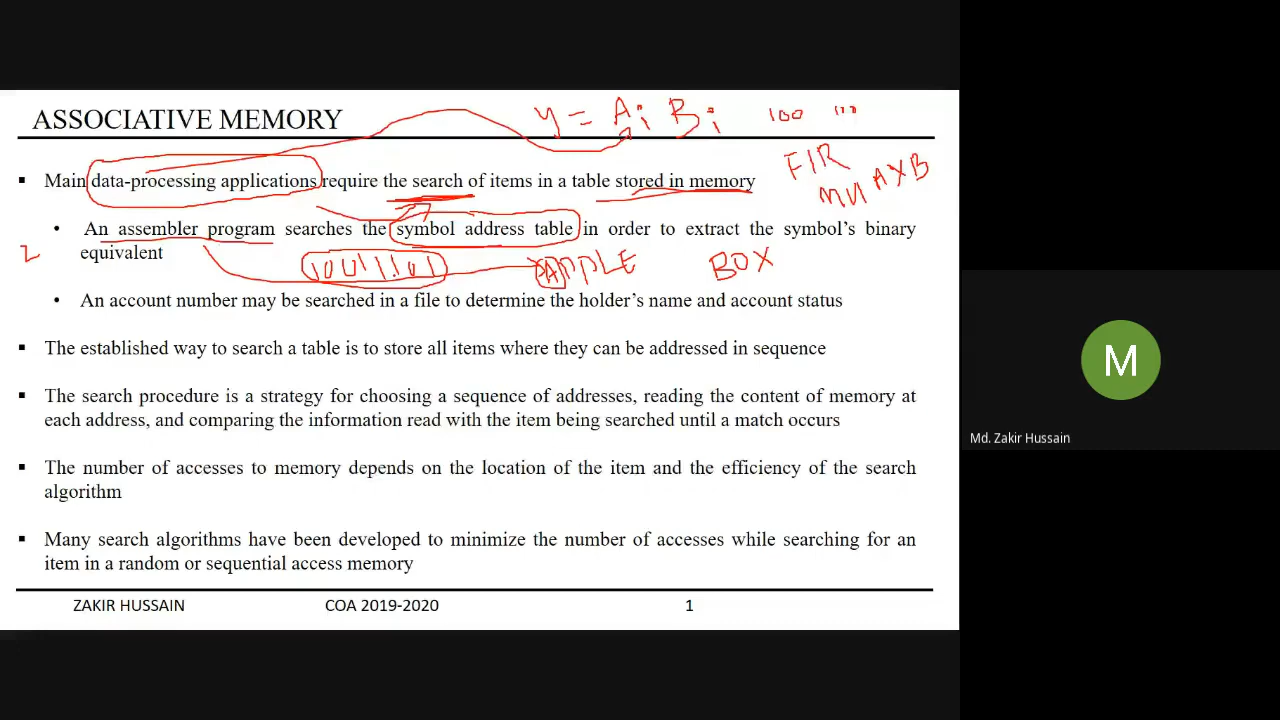 y = Ai Bi 100
ASSOCIATIVE MEMORY
FIR
MUL AXB
▪ Main data-processing applications require the search of items in a table stored in memory
• An assembler program searches the symbol address table in order to extract the symbol's binary
equivalent
APPLE BOX
• An account number may be searched in a file to determine the holder's name and account status
▪ The established way to search a table is to store all items where they can be addressed in sequence
▪ The search procedure is a strategy for choosing a sequence of addresses, reading the content of memory at
each address, and comparing the information read with the item being searched until a match occurs
▪ The number of accesses to memory depends on the location of the item and the efficiency of the search
algorithm
▪ Many search algorithms have been developed to minimize the number of accesses while searching for an
item in a random or sequential access memory
ZAKIR HUSSAIN COA 2019-2020 1
M
Md. Zakir Hussain